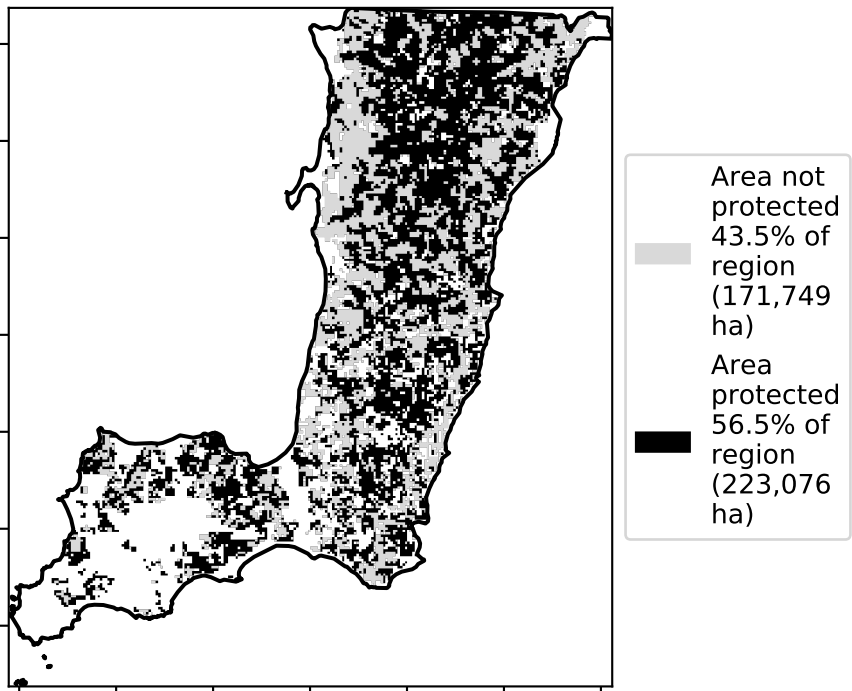 Area not
protected
43.5% of
region
(171,749
ha)
Area
protected
56.5% of
region
(223,076
ha)